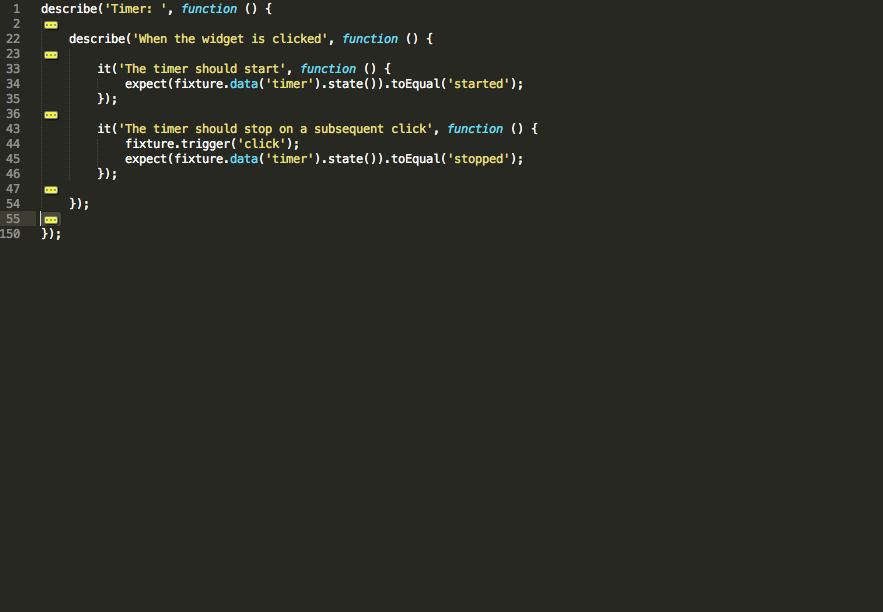 1 describe('Timer: ', function () {
2
22 describe('When the widget is clicked', function () {
23
33 it('The timer should start', function () {
34 expect(fixture.data('timer').state()).toEqual('started');
35 });
36
43 it('The timer should stop on a subsequent click', function () {
44 fixture.trigger('click');
45 expect(fixture.data('timer').state()).toEqual('stopped');
46 });
47
54 });
55
150 });